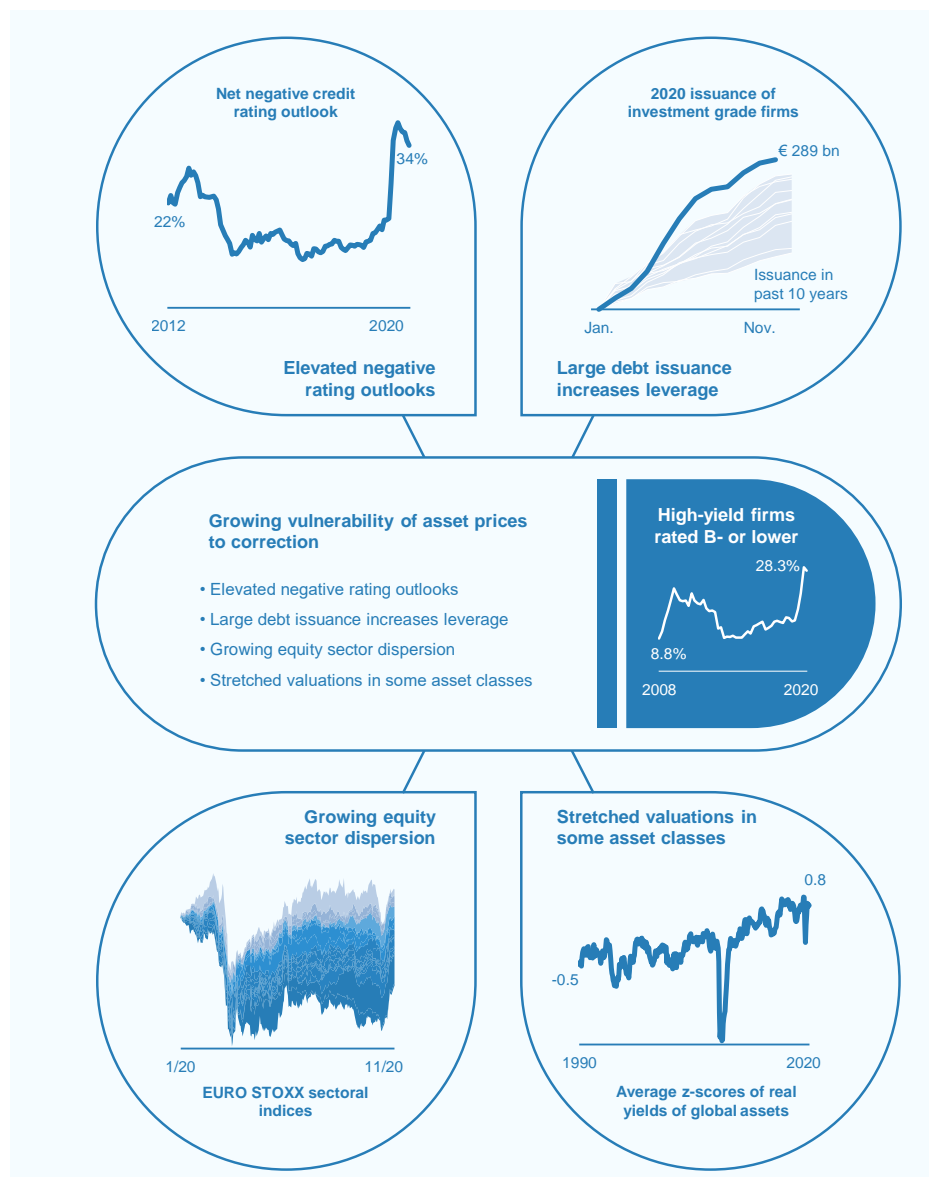 Net negative credit
rating outlook
34%
22%
2012
2020
Elevated negative
rating outlooks
2020 issuance of
investment grade firms
€ 289 bn
Issuance in
past 10 years
Jan.
Nov.
Large debt issuance
increases leverage
Growing vulnerability of asset prices
to correction
• Elevated negative rating outlooks
• Large debt issuance increases leverage
• Growing equity sector dispersion
• Stretched valuations in some asset classes
High-yield firms
rated B- or lower
28.3%
8.8%
2008
2020
Growing equity
sector dispersion
1/20
11/20
EURO STOXX sectoral
indices
Stretched valuations in
some asset classes
0.8
-0.5
1990
2020
Average z-scores of real
yields of global assets